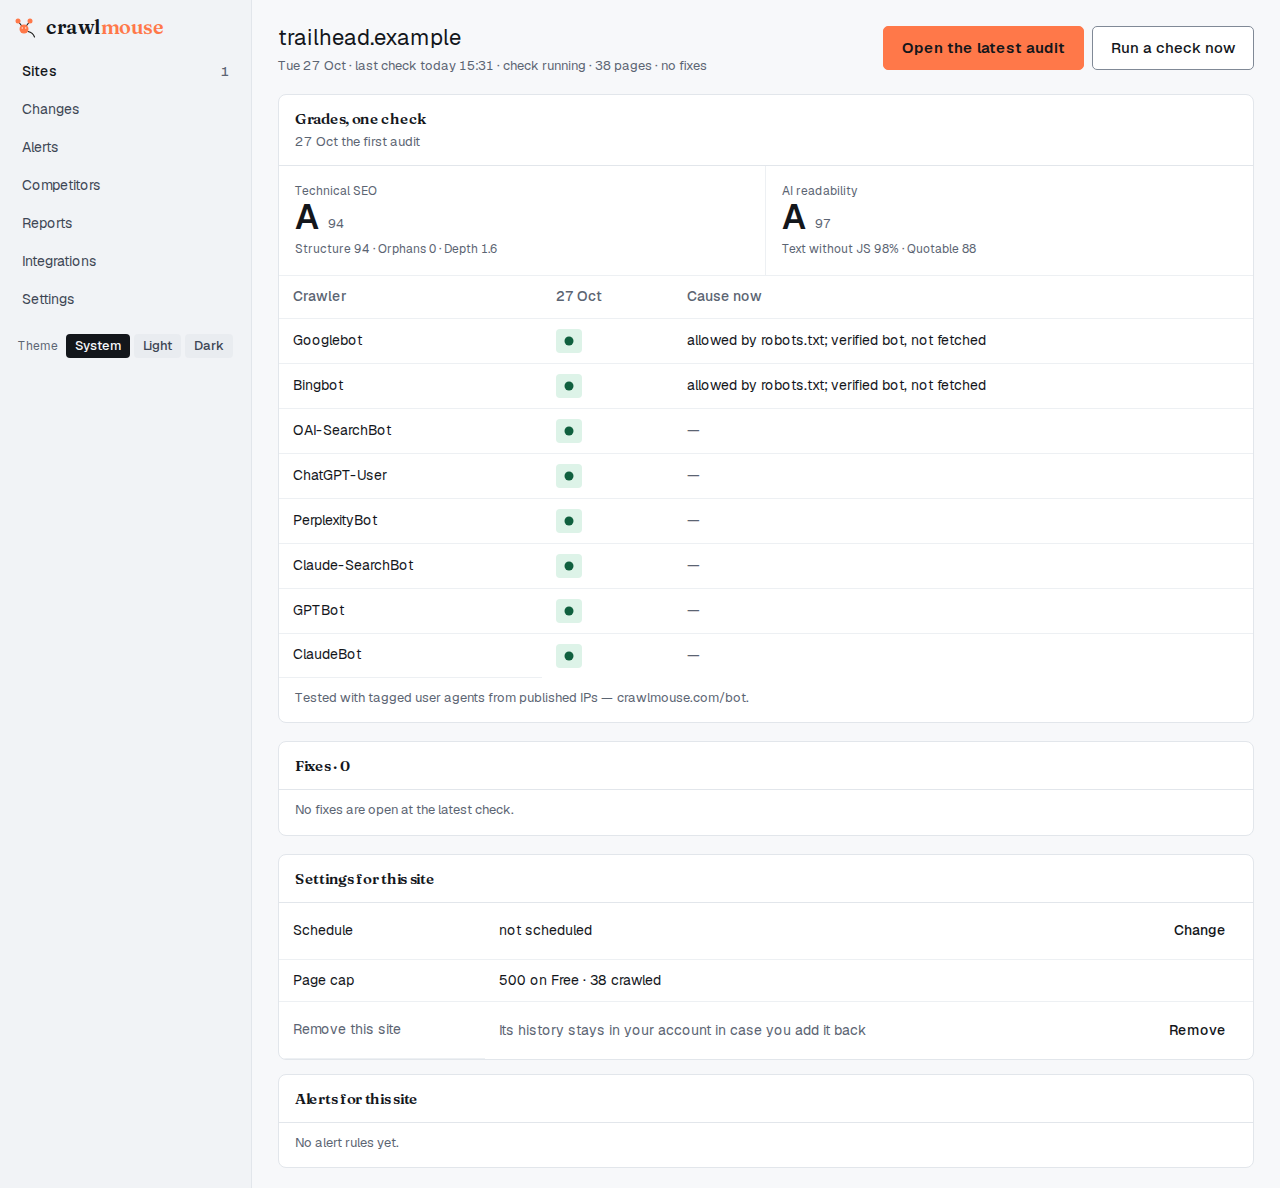 crawlmouse
Sites 1
Changes
Alerts
Competitors
Reports
Integrations
Settings
Theme System Light Dark
trailhead.example
Tue 27 Oct · last check today 15:31 · check running · 38 pages · no fixes
Open the latest audit
Run a check now
Grades, one check
27 Oct the first audit
Technical SEO
A 94
Structure 94 · Orphans 0 · Depth 1.6
AI readability
A 97
Text without JS 98% · Quotable 88
Crawler 27 Oct Cause now
Googlebot allowed by robots.txt; verified bot, not fetched
Bingbot allowed by robots.txt; verified bot, not fetched
OAI-SearchBot —
ChatGPT-User —
PerplexityBot —
Claude-SearchBot —
GPTBot —
ClaudeBot —
Tested with tagged user agents from published IPs — crawlmouse.com/bot.
Fixes · 0
No fixes are open at the latest check.
Settings for this site
Schedule not scheduled Change
Page cap 500 on Free · 38 crawled
Remove this site Its history stays in your account in case you add it back Remove
Alerts for this site
No alert rules yet.